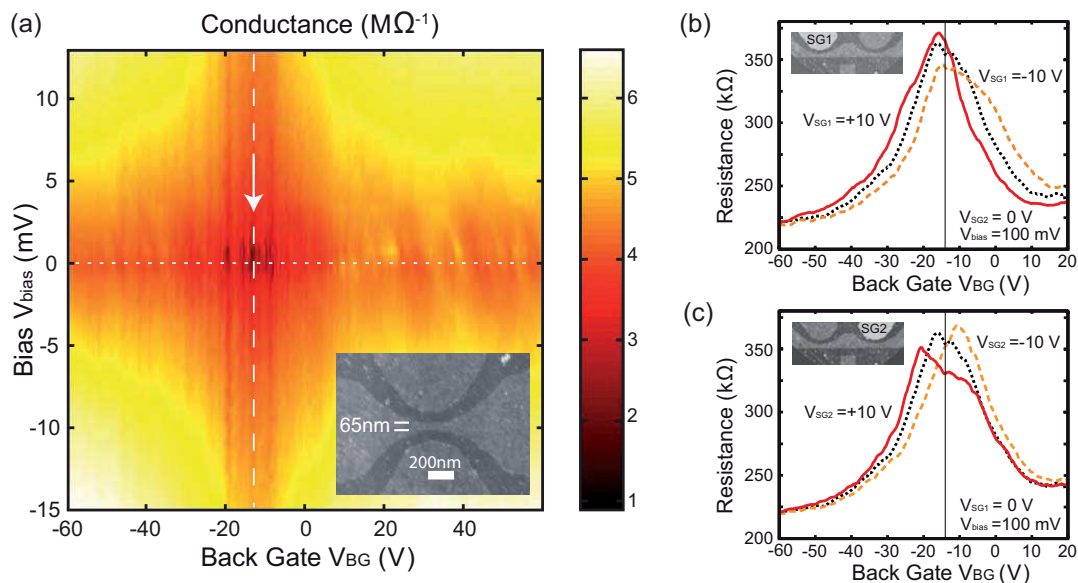 (a)
Conductance (MΩ⁻¹)
Bias Vbias (mV)
10
5
0
-5
-10
-15
-60 -40 -20 0 20 40
Back Gate VBG (V)
65nm
200nm
6
5
4
3
2
1
(b)
Resistance (kΩ)
350
300
250
200
SG1
VSG1 =-10 V
VSG1=+10 V
VSG2= 0 V
Vbias=100 mV
-60 -50 -40 -30 -20 -10 0 10 20
Back Gate VBG (V)
(c)
Resistance (kΩ)
350
300
250
200
SG2
VSG2 =-10 V
VSG2=+10 V
VSG1= 0 V
Vbias=100 mV
-60 -50 -40 -30 -20 -10 0 10 20
Back Gate VBG (V)